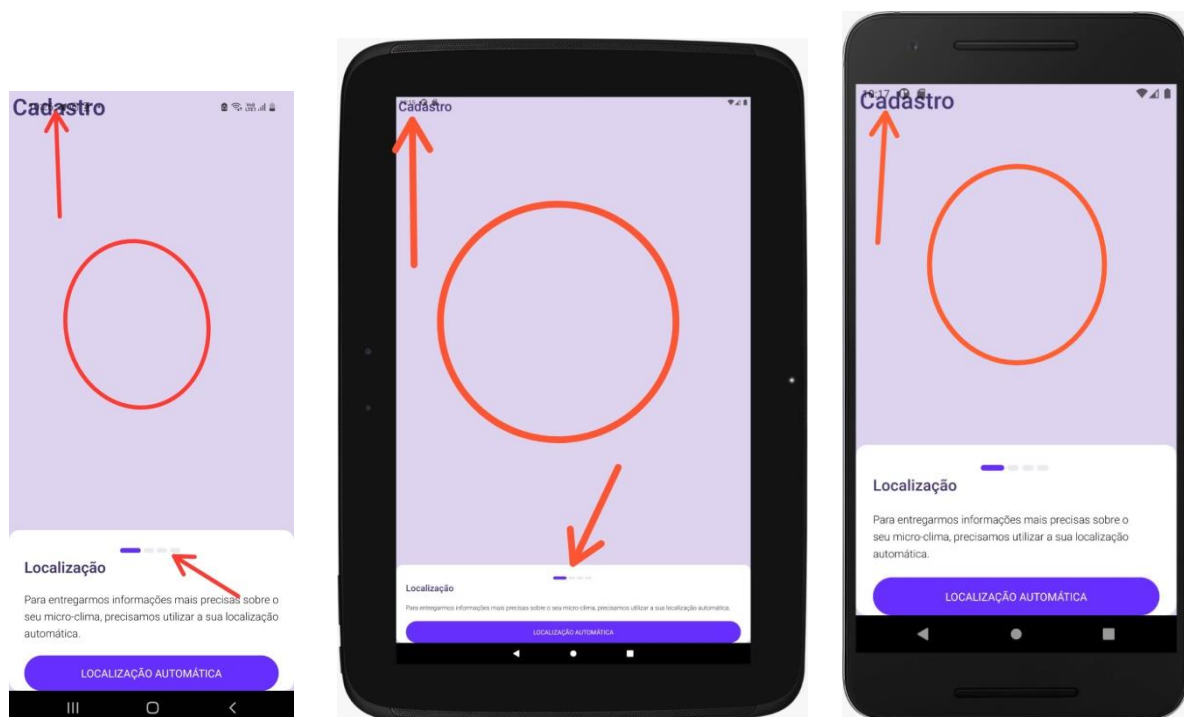 Cadastro
Localização
Para entregarmos informações mais precisas sobre o
seu micro-clima, precisamos utilizar a sua localização
automática.
LOCALIZAÇÃO AUTOMÁTICA
Cadastro
Localização
Para entregarmos informações mais precisas sobre o seu micro-clima, precisamos utilizar a sua localização automática.
LOCALIZAÇÃO AUTOMÁTICA
10:17
Cadastro
Localização
Para entregarmos informações mais precisas sobre o
seu micro-clima, precisamos utilizar a sua localização
automática.
LOCALIZAÇÃO AUTOMÁTICA